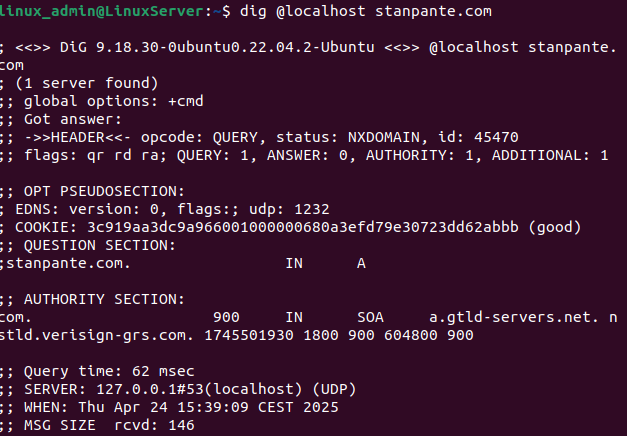 linux_admin@LinuxServer:~$ dig @localhost stanpante.com
; <<>> DiG 9.18.30-0ubuntu0.22.04.2-Ubuntu <<>> @localhost stanpante.
com
; (1 server found)
;; global options: +cmd
;; Got answer:
;; ->>HEADER<<- opcode: QUERY, status: NXDOMAIN, id: 45470
;; flags: qr rd ra; QUERY: 1, ANSWER: 0, AUTHORITY: 1, ADDITIONAL: 1
;; OPT PSEUDOSECTION:
; EDNS: version: 0, flags:; udp: 1232
; COOKIE: 3c919aa3dc9a966001000000680a3efd79e30723dd62abbb (good)
;; QUESTION SECTION:
;stanpante.com. IN A
;; AUTHORITY SECTION:
com. 900 IN SOA a.gtld-servers.net. n
stld.verisign-grs.com. 1745501930 1800 900 604800 900
;; Query time: 62 msec
;; SERVER: 127.0.0.1#53(localhost) (UDP)
;; WHEN: Thu Apr 24 15:39:09 CEST 2025
;; MSG SIZE rcvd: 146